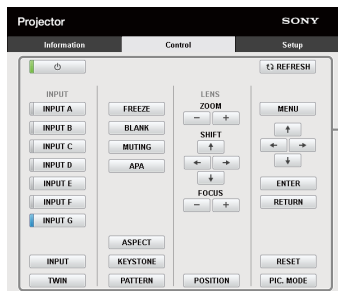 Projector
SONY
Information
Control
Setup
REFRESH
INPUT
INPUT A
INPUT B
INPUT C
INPUT D
INPUT E
INPUT F
INPUT G
INPUT
TWIN
FREEZE
BLANK
MUTING
APA
ASPECT
KEYSTONE
PATTERN
LENS
ZOOM
− +
SHIFT
FOCUS
− +
POSITION
MENU
ENTER
RETURN
RESET
PIC. MODE